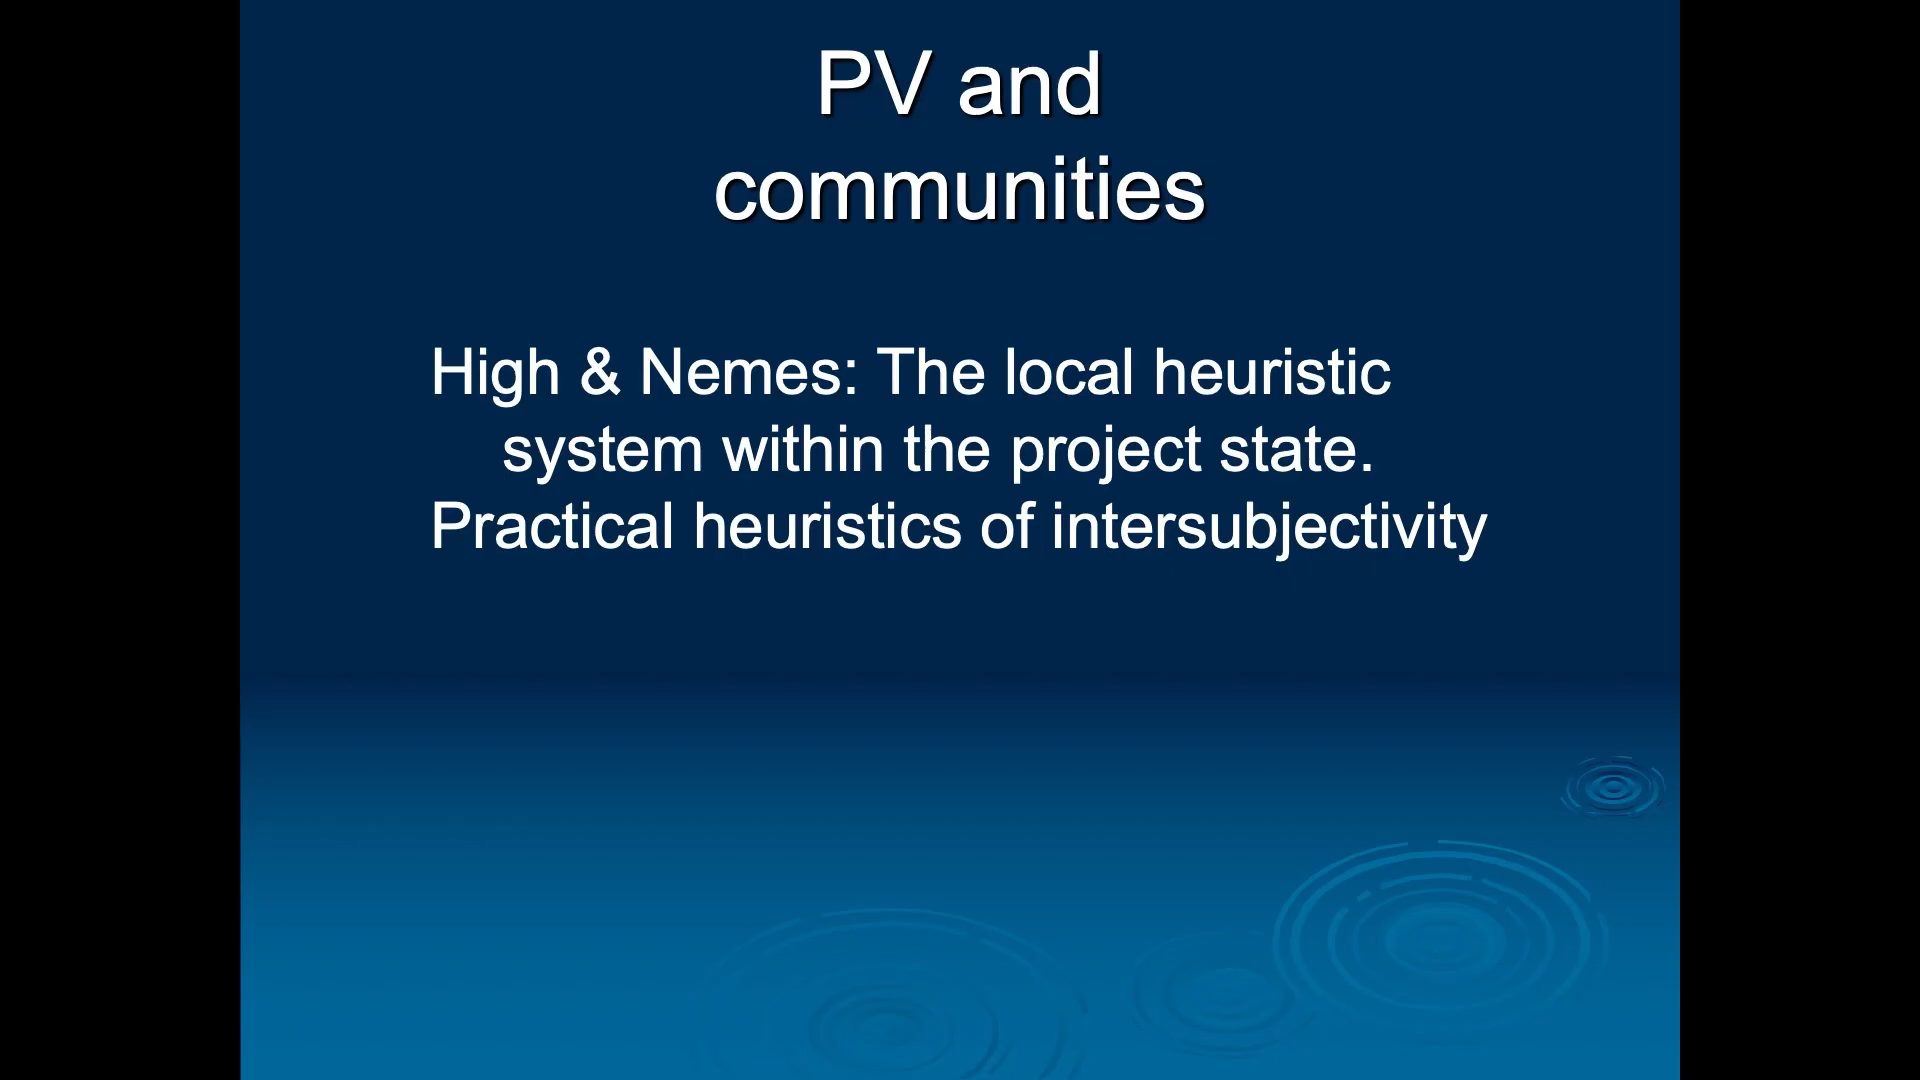 PV and
communities
High & Nemes: The local heuristic
system within the project state.
Practical heuristics of intersubjectivity